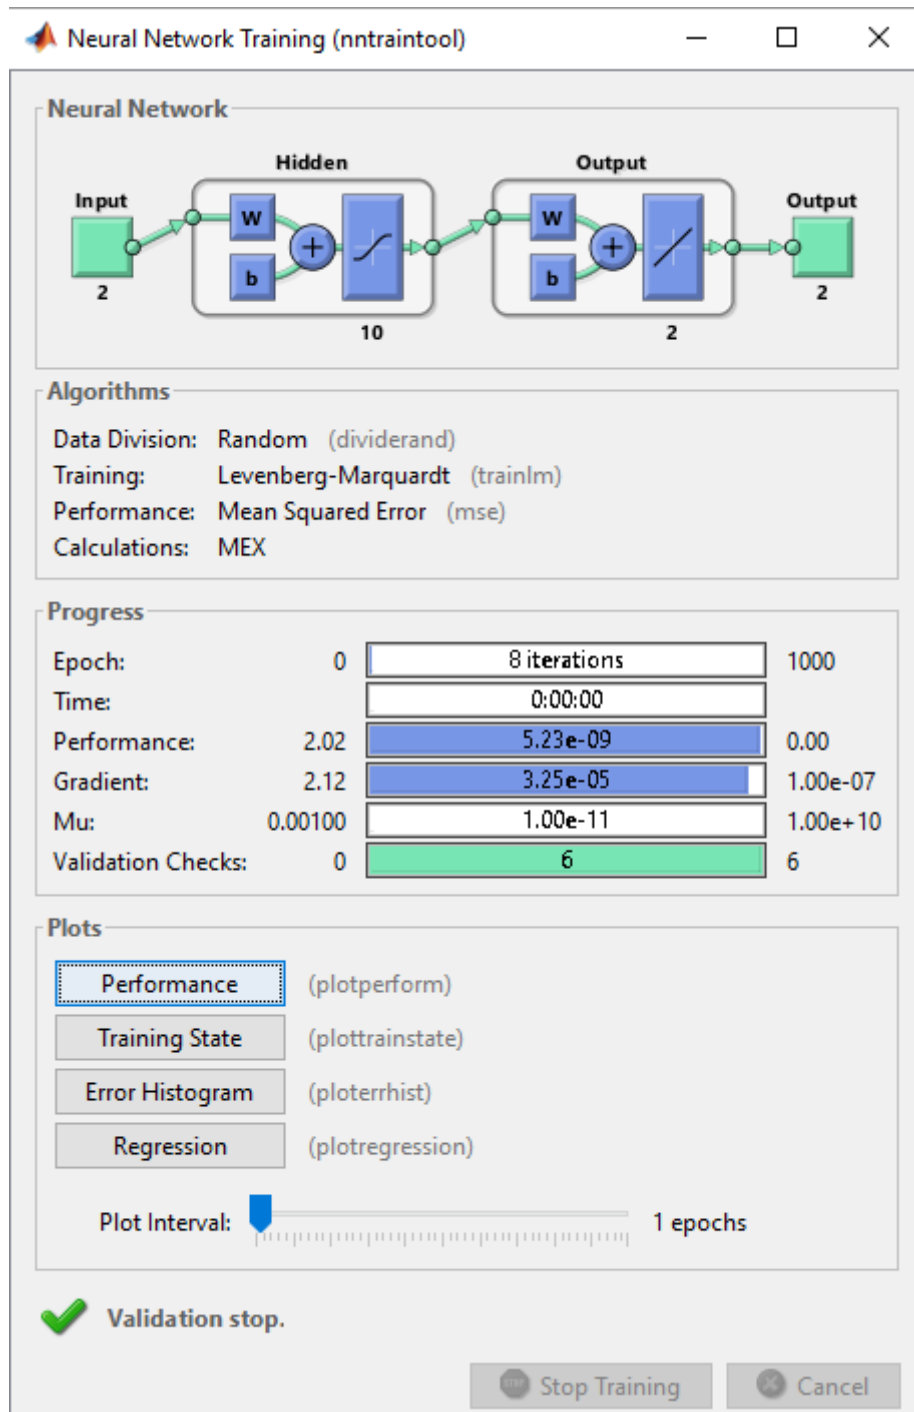 Neural Network Training (nntraintool)
Neural Network
Hidden
Output
Input
Output
W
W
+
+
b
b
2
2
10
2
Algorithms
Data Division: Random (dividerand)
Training: Levenberg-Marquardt (trainlm)
Performance: Mean Squared Error (mse)
Calculations: MEX
Progress
Epoch: 0 8 iterations 1000
Time: 0:00:00
Performance: 2.02 5.23e-09 0.00
Gradient: 2.12 3.25e-05 1.00e-07
Mu: 0.00100 1.00e-11 1.00e+10
Validation Checks: 0 6 6
Plots
Performance (plotperform)
Training State (plottrainstate)
Error Histogram (ploterrhist)
Regression (plotregression)
Plot Interval: 1 epochs
Validation stop.
STOP Stop Training Cancel